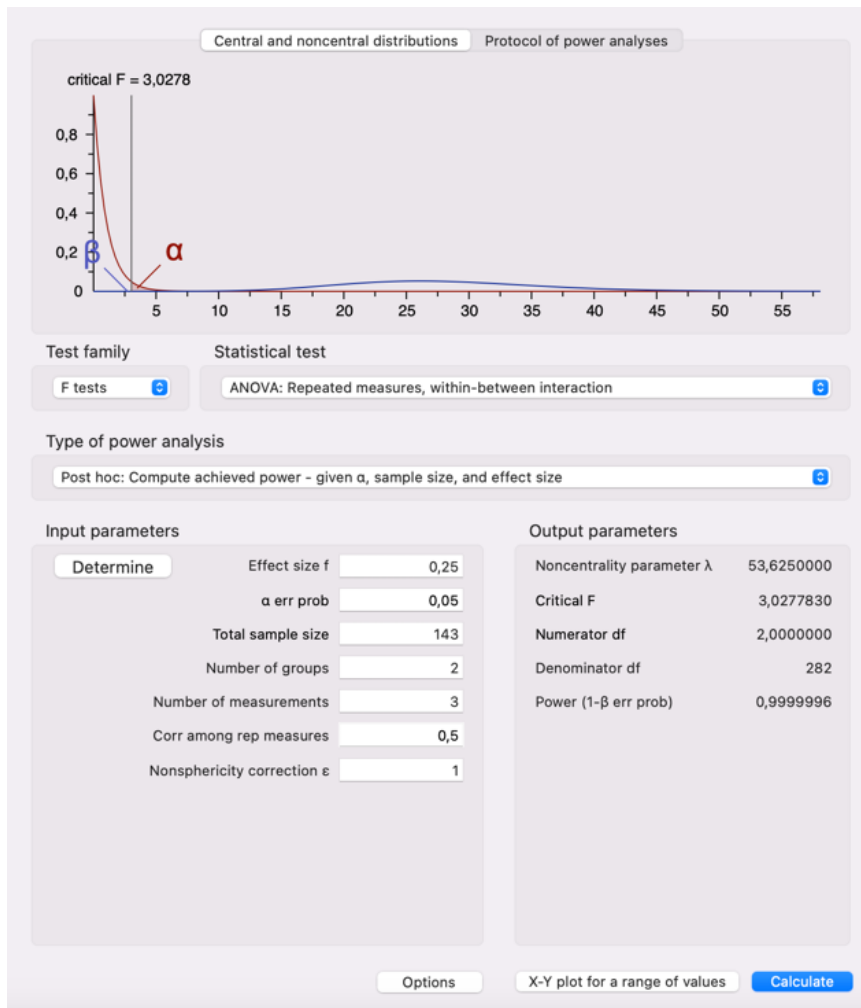 Central and noncentral distributions Protocol of power analyses
critical F = 3,0278
0,8
0,6
0,4
0,2
0
β
α
5 10 15 20 25 30 35 40 45 50 55
Test family Statistical test
F tests ANOVA: Repeated measures, within-between interaction
Type of power analysis
Post hoc: Compute achieved power - given α, sample size, and effect size
Input parameters Output parameters
Determine Effect size f 0,25 Noncentrality parameter λ 53,6250000
α err prob 0,05 Critical F 3,0277830
Total sample size 143 Numerator df 2,0000000
Number of groups 2 Denominator df 282
Number of measurements 3 Power (1-β err prob) 0,9999996
Corr among rep measures 0,5
Nonsphericity correction ε 1
Options X-Y plot for a range of values Calculate